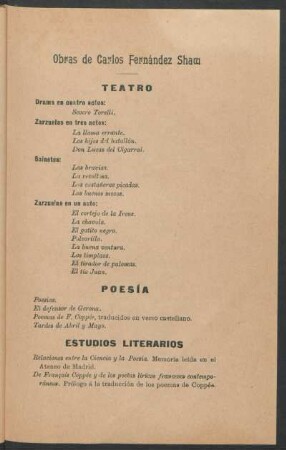 Obras de Carlos Fernández Shaw
TEATRO
Drama en cuatro actos:
Severo Torelli.
Zarzuelas en tres actos:
La llama errante.
Los hijos del batallón.
Don Lucas del Cigarral.
Sainetes:
Las bravías.
La revoltosa.
Las castañeras picadas.
Los buenos mozos.
Zarzuelas en un acto:
El cortejo de la Irene.
La chavala.
El gatito negro.
Polvorilla.
La buena ventura.
Los timplaos.
El tirador de palomas.
El tío Juan.
POESÍA
Poesías.
El defensor de Gerona.
Poemas de F. Coppée, traducidos en verso castellano.
Tardes de Abril y Mayo.
ESTUDIOS LITERARIOS
Relaciones entre la Ciencia y la Poesía. Memoria leída en el
Ateneo de Madrid.
De François Coppée y de los poetas líricos franceses contempo-
ráneos. Prólogo á la traducción de los poemas de Coppée.